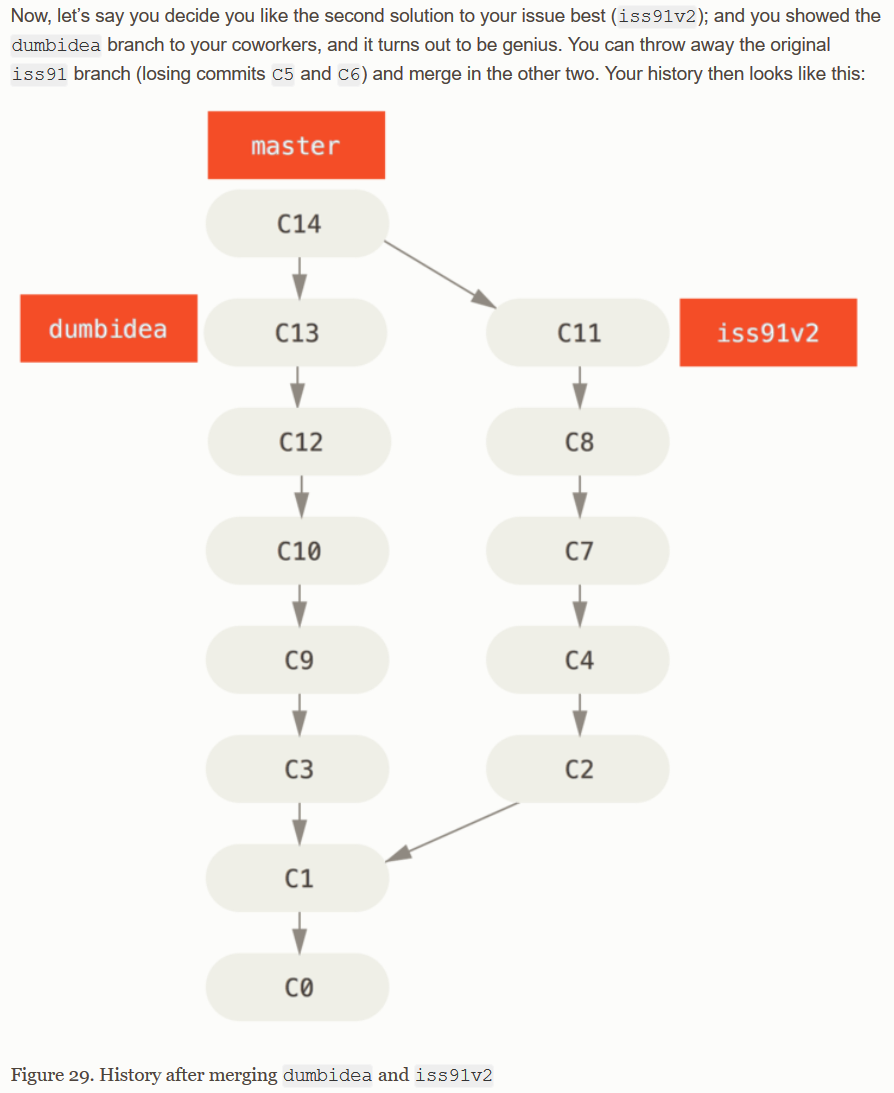 Now, let’s say you decide you like the second solution to your issue best (iss91v2); and you showed the
dumbidea branch to your coworkers, and it turns out to be genius. You can throw away the original
iss91 branch (losing commits C5 and C6) and merge in the other two. Your history then looks like this:
master
C14
dumbidea
C13
C11
iss91v2
C12
C8
C10
C7
C9
C4
C3
C2
C1
C0
Figure 29. History after merging dumbidea and iss91v2